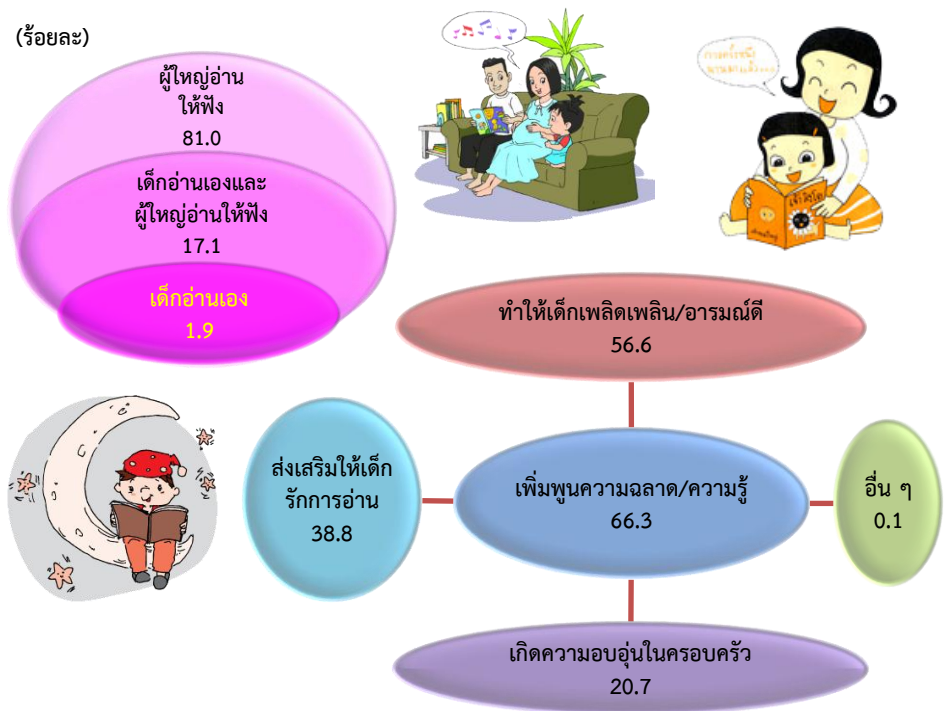 (ร้อยละ)
ผู้ใหญ่อ่าน
ให้ฟัง
81.0
เด็กอ่านเองและ
ผู้ใหญ่อ่านให้ฟัง
17.1
เด็กอ่านเอง
1.9
ทำให้เด็กเพลิดเพลิน/อารมณ์ดี
56.6
ส่งเสริมให้เด็ก
รักการอ่าน
38.8
เพิ่มพูนความฉลาด/ความรู้
66.3
อื่น ๆ
0.1
เกิดความอบอุ่นในครอบครัว
20.7